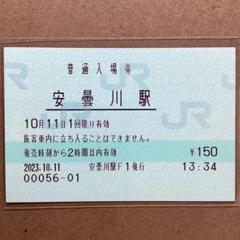 普通入場券
安曇川駅
10月11日1回限り有効
旅客車内に立ち入ることはできません。
発売時刻から2時間以内有効 ¥150
2023.10.11 安曇川駅F1発行 13:34
00056-01